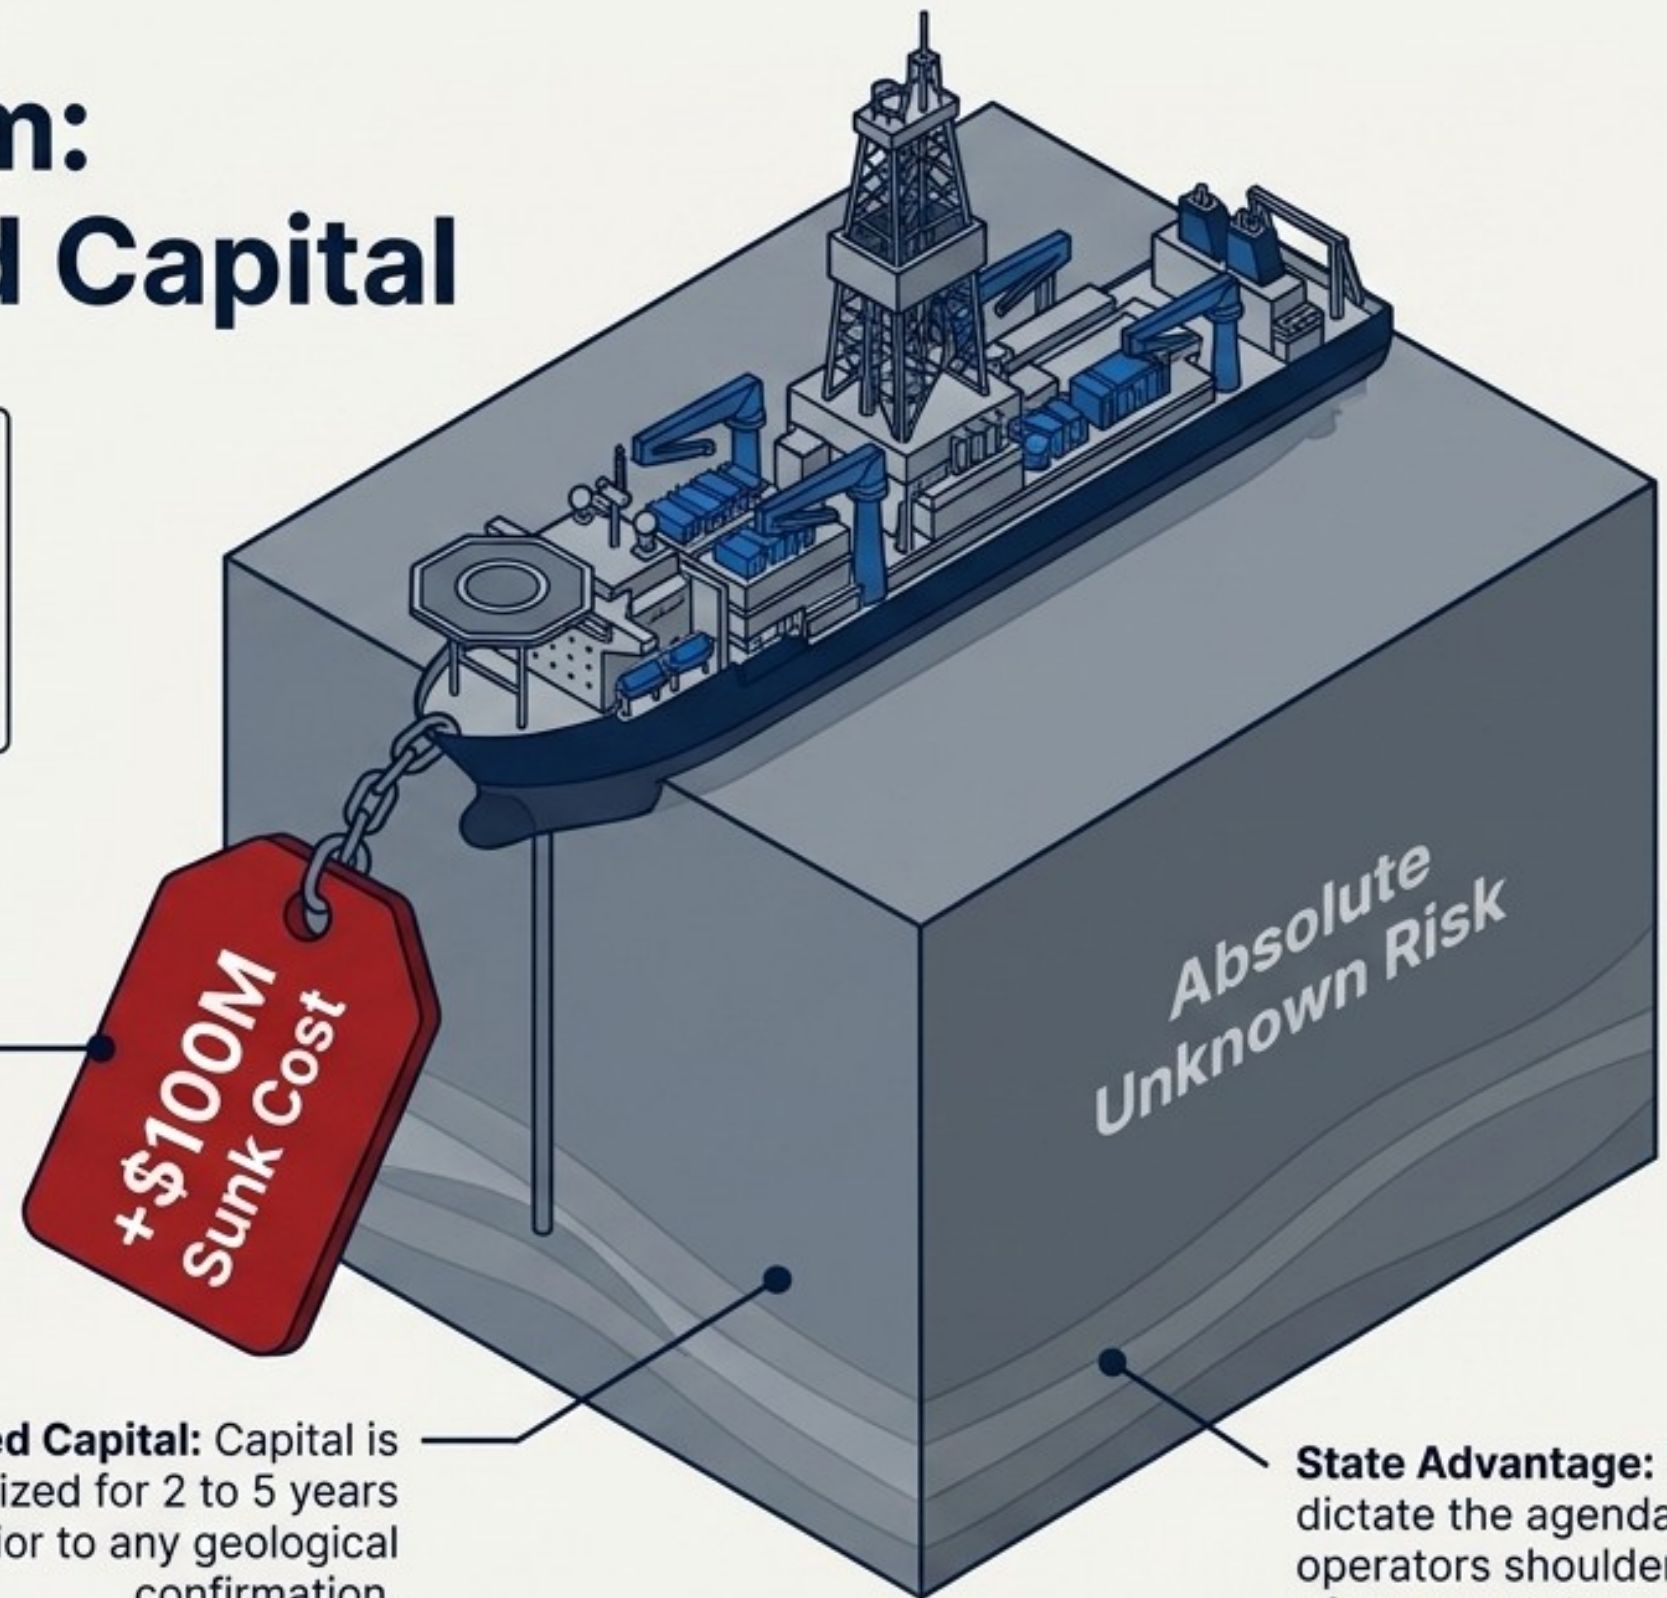 m:
d Capital
+$100M
Sunk Cost
Absolute
Unknown Risk
ed Capital: Capital is
ized for 2 to 5 years
ior to any geological
confirmation.
State Advantage:
dictate the agenda
operators shoulder